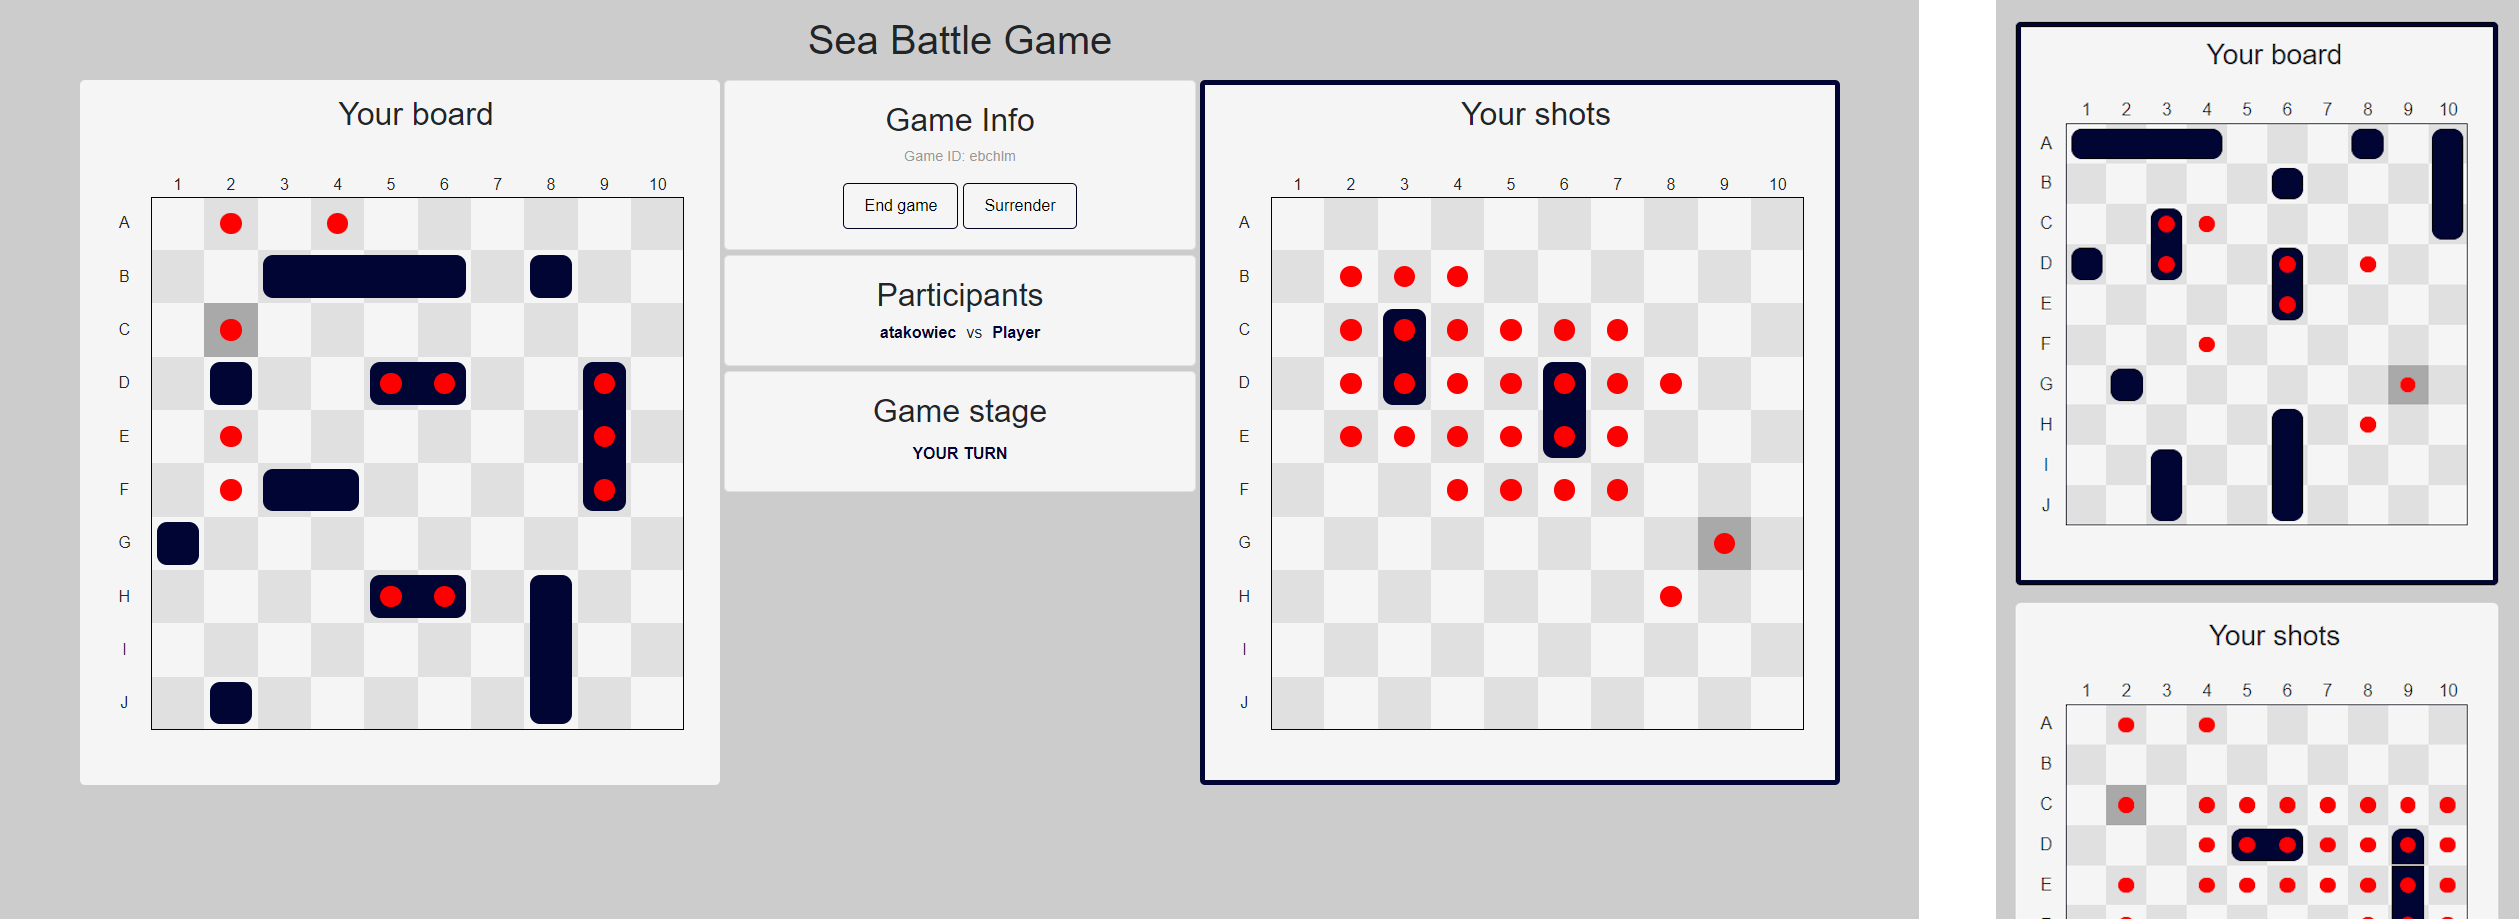 Sea Battle Game
Your board
1 2 3 4 5 6 7 8 9 10
A
B
C
D
E
F
G
H
I
J
Game Info
Game ID: ebchlm
End game Surrender
Participants
atakowiec vs Player
Game stage
YOUR TURN
Your shots
1 2 3 4 5 6 7 8 9 10
A
B
C
D
E
F
G
H
I
J
Your board
1 2 3 4 5 6 7 8 9 10
A
B
C
D
E
F
G
H
I
J
Your shots
1 2 3 4 5 6 7 8 9 10
A
B
C
D
E